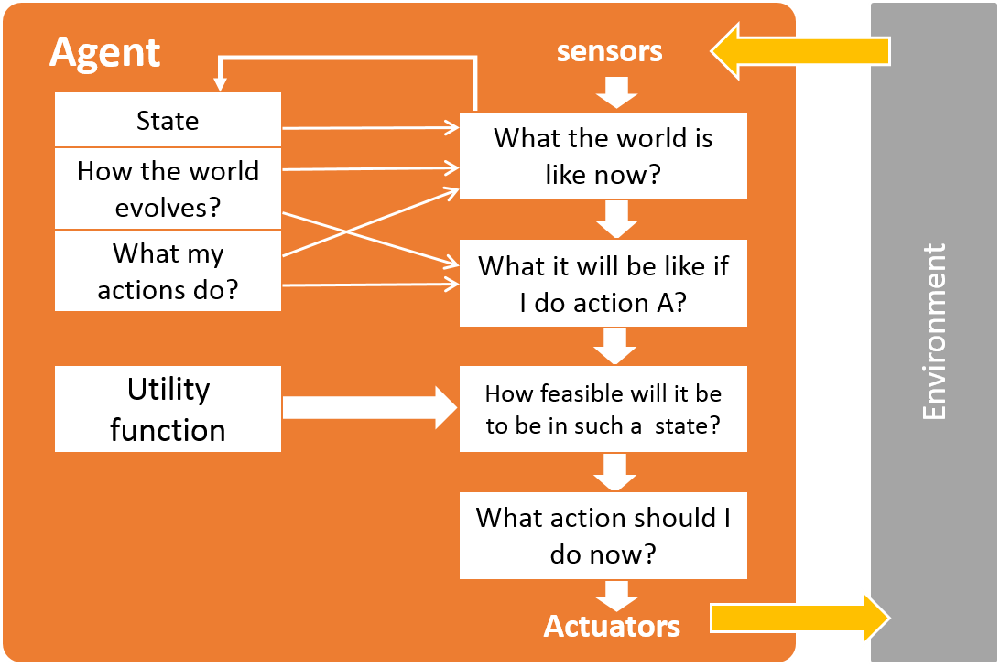 Agent
sensors
State
How the world
evolves?
What my
actions do?
What the world is
like now?
What it will be like if
I do action A?
Utility
function
How feasible will it be
to be in such a  state?
What action should I
do now?
Actuators
Environment